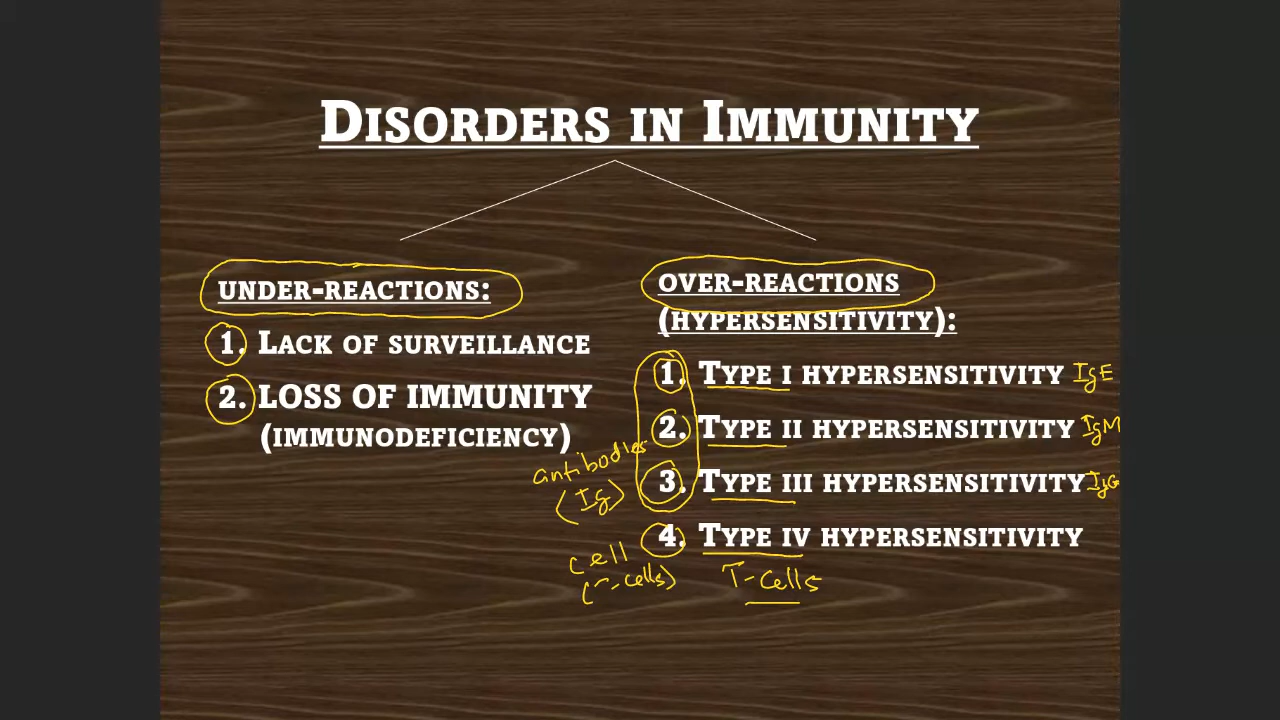 DISORDERS IN IMMUNITY
UNDER-REACTIONS:
1. LACK OF SURVEILLANCE
2. LOSS OF IMMUNITY
(IMMUNODEFICIENCY)
OVER-REACTIONS
(HYPERSENSITIVITY):
1. TYPE I HYPERSENSITIVITY IgE
2. TYPE II HYPERSENSITIVITY IgM
3. TYPE III HYPERSENSITIVITY IgG
4. TYPE IV HYPERSENSITIVITY
antibodies
(Ig)
cell
(T-cells)
T-cells